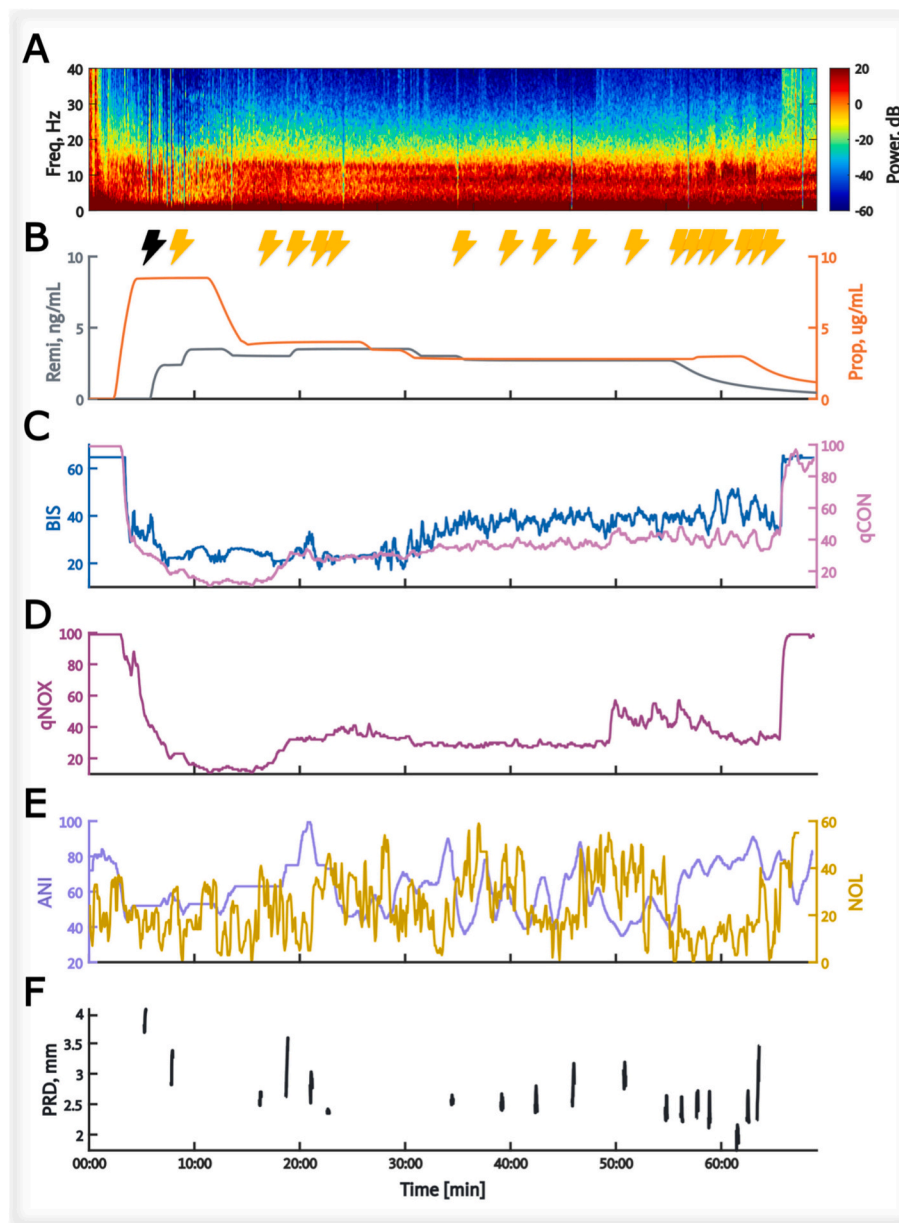 A
40
30
20
10
0
Freq, Hz
20
0
-20
-40
-60
Power, dB
B
10
5
0
Remi, ng/mL
10
5
0
Prop, ug/mL
C
60
40
20
BIS
100
80
60
40
20
qCON
D
100
80
60
40
20
qNOX
E
100
80
60
40
20
ANI
60
40
20
0
NOL
F
4
3.5
3
2.5
2
PRD, mm
00:00 10:00 20:00 30:00 40:00 50:00 60:00
Time [min]